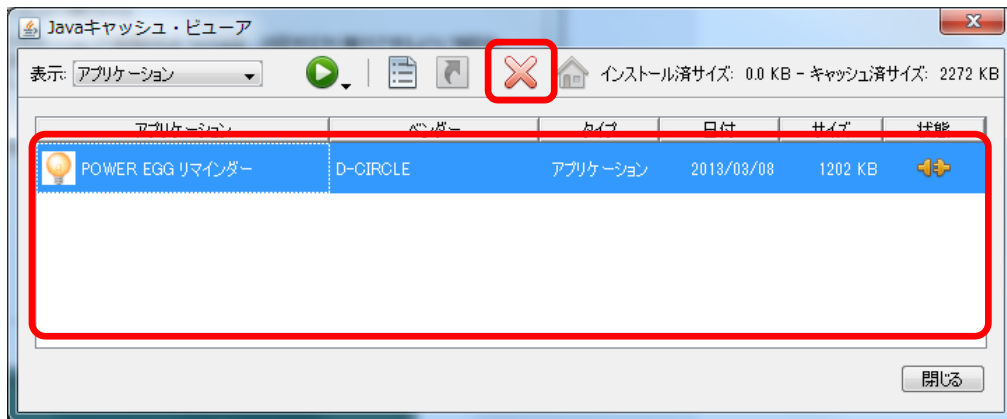 Javaキャッシュ・ビューア
表示: アプリケーション インストール済サイズ: 0.0 KB - キャッシュ済サイズ: 2272 KB
アプリケーション ベンダー タイプ 日付 サイズ 状態
POWER EGG リマインダー D-CIRCLE アプリケーション 2013/03/08 1202 KB
閉じる